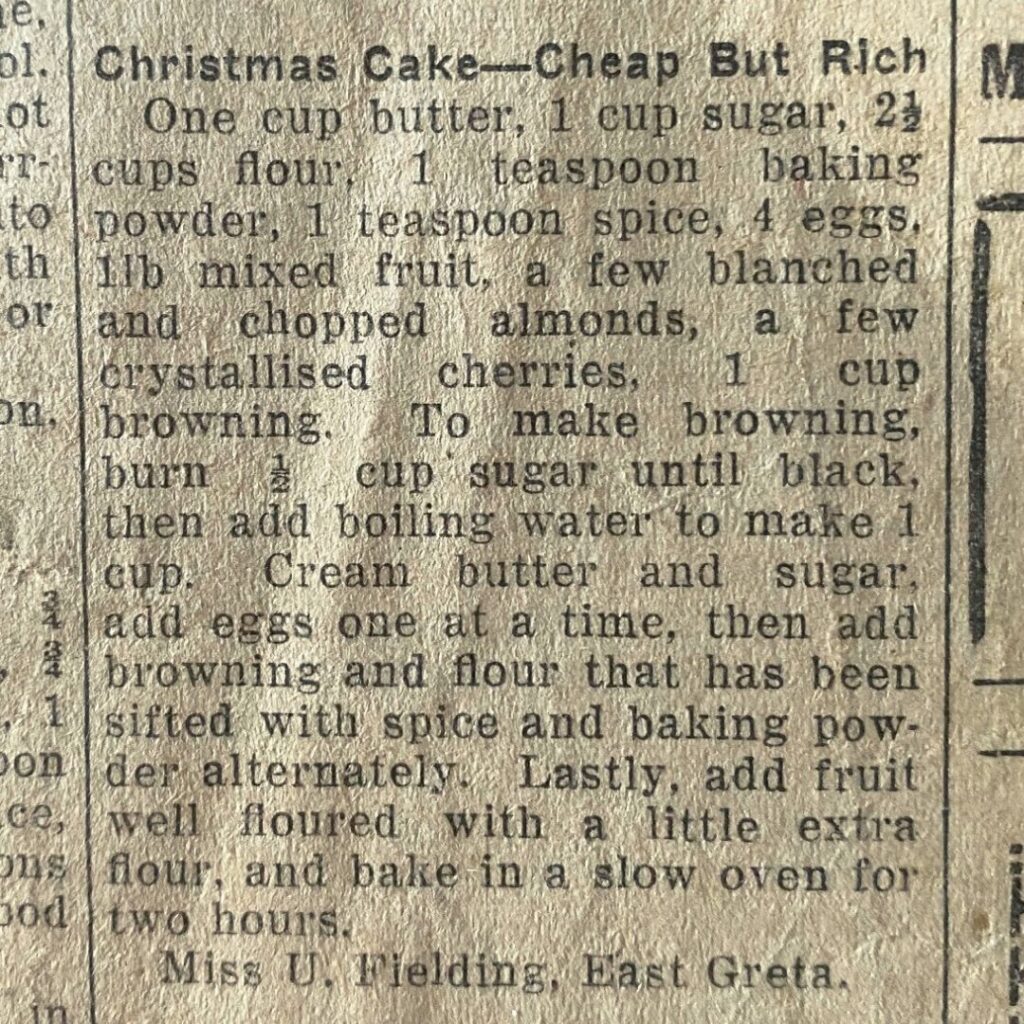 Christmas Cake—Cheap But Rich
One cup butter, 1 cup sugar, 2½
cups flour, 1 teaspoon baking
powder, 1 teaspoon spice, 4 eggs,
1lb mixed fruit, a few blanched
and chopped almonds, a few
crystallised cherries, 1 cup
browning. To make browning,
burn ½ cup sugar until black,
then add boiling water to make 1
cup. Cream butter and sugar,
add eggs one at a time, then add
browning and flour that has been
sifted with spice and baking pow-
der alternately. Lastly, add fruit
well floured with a little extra
flour, and bake in a slow oven for
two hours.
Miss U. Fielding, East Greta.